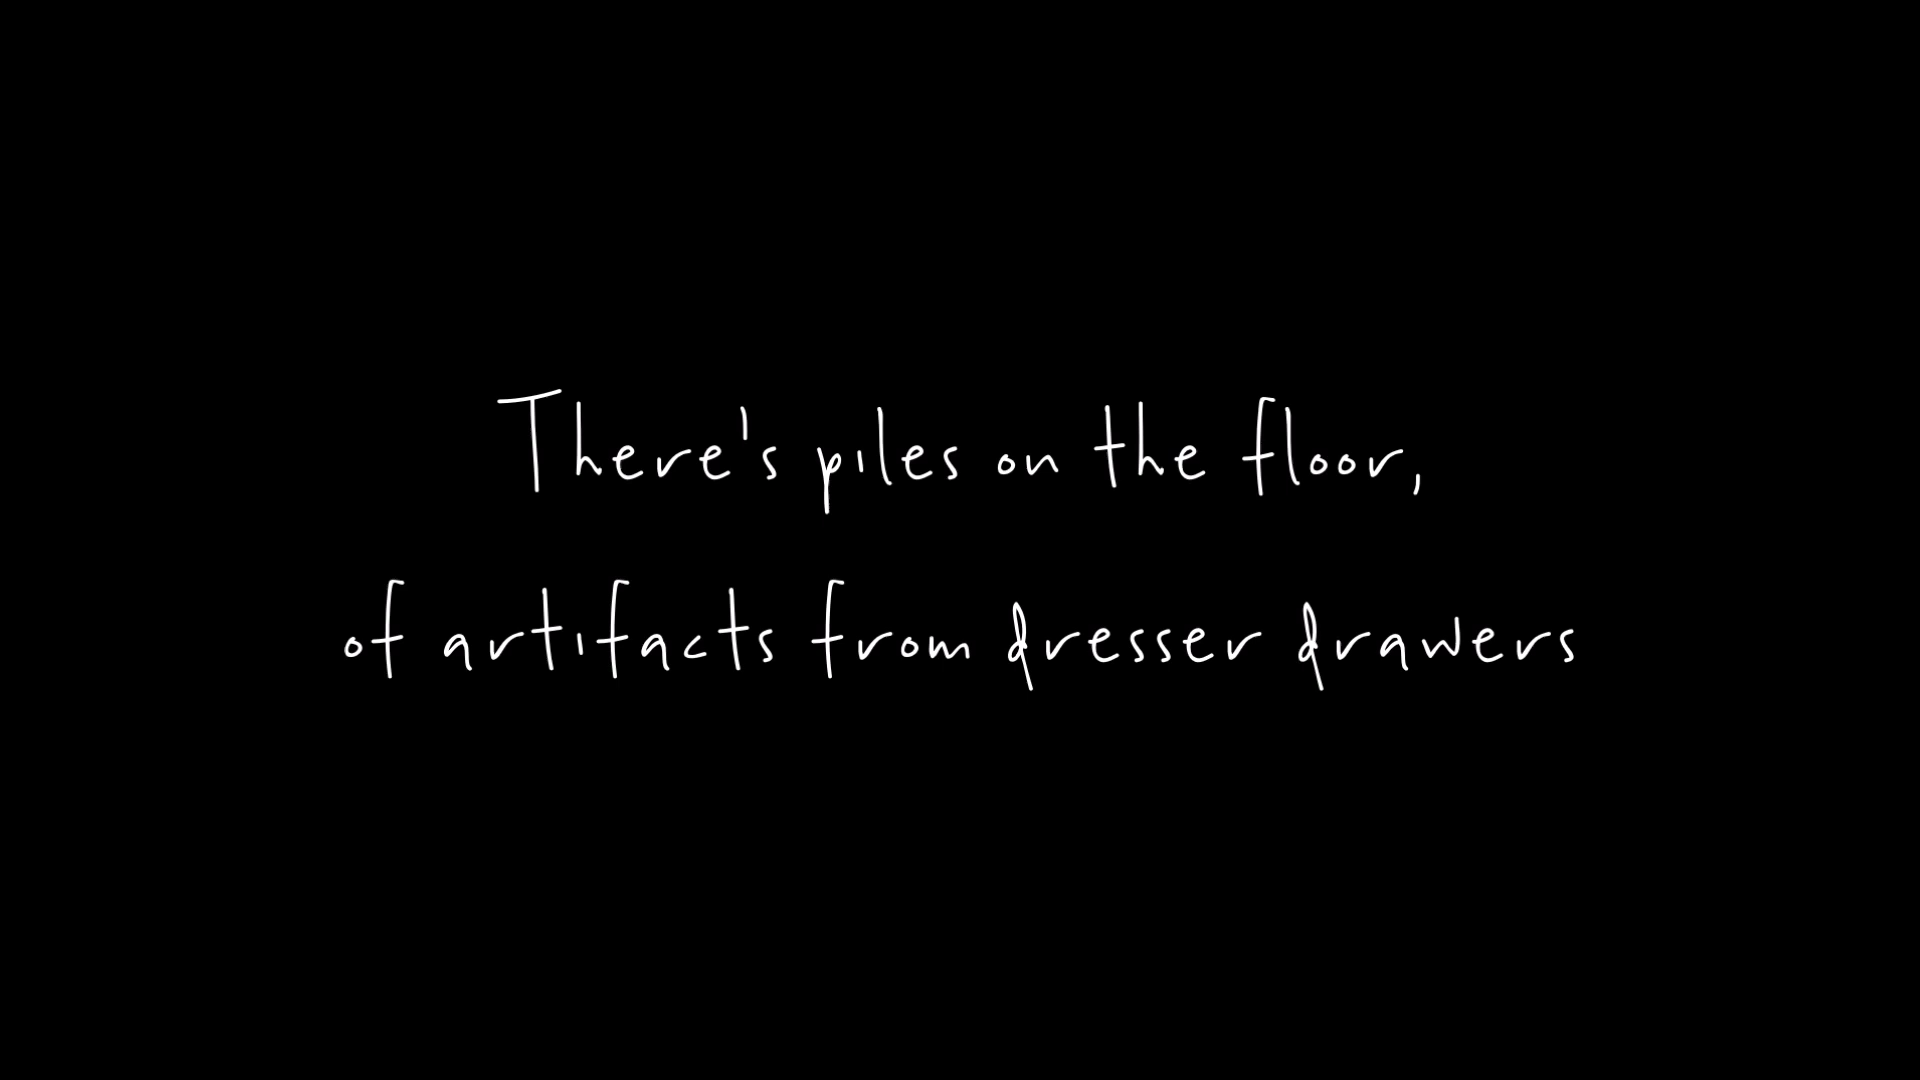 There's piles on the floor,
of artifacts from dresser drawers